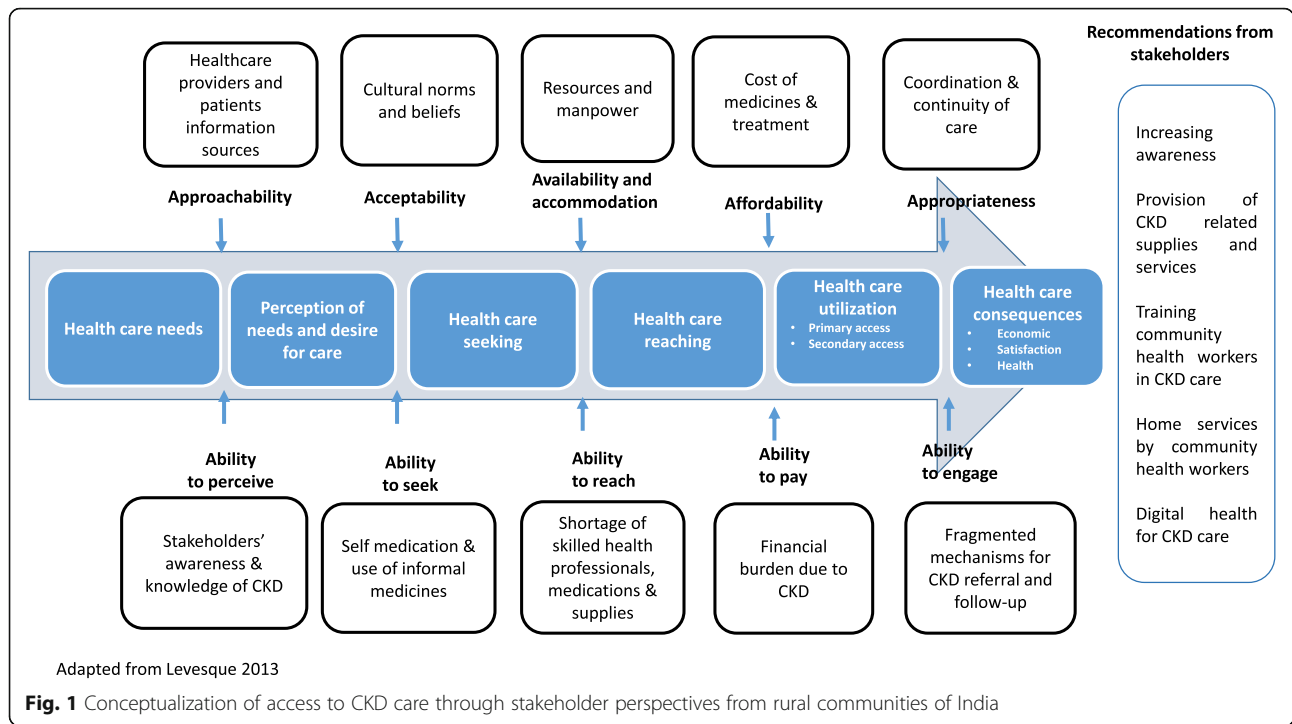 Healthcare
providers and
patients
information
sources
Cultural norms
and beliefs
Resources and
manpower
Cost of
medicines &
treatment
Coordination &
continuity of
care
Approachability
Acceptability
Availability and
accommodation
Affordability
Appropriateness
Health care needs
Perception of
needs and desire
for care
Health care
seeking
Health care
reaching
Health care
utilization
• Primary access
• Secondary access
Health care
consequences
• Economic
• Satisfaction
• Health
Ability
to perceive
Ability
to seek
Ability
to reach
Ability
to pay
Ability
to engage
Stakeholders’
awareness &
knowledge of CKD
Self medication &
use of informal
medicines
Shortage of
skilled health
professionals,
medications &
supplies
Financial
burden due to
CKD
Fragmented
mechanisms for
CKD referral and
follow-up
Recommendations from
stakeholders
Increasing
awareness
Provision of
CKD related
supplies and
services
Training
community
health workers
in CKD care
Home services
by community
health workers
Digital health
for CKD care
Adapted from Levesque 2013
Fig. 1 Conceptualization of access to CKD care through stakeholder perspectives from rural communities of India